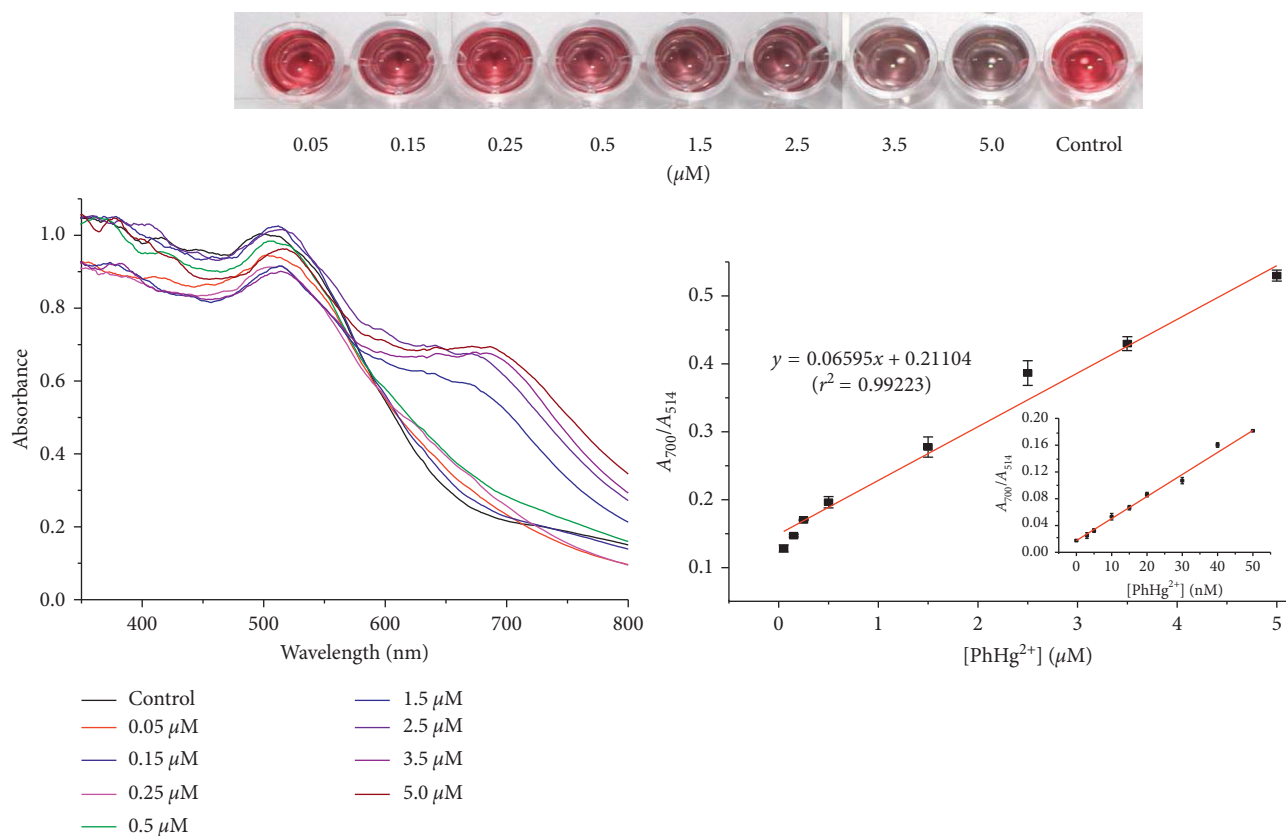 0.05 0.15 0.25 0.5 1.5 2.5 3.5 5.0 Control
(μM)
1.0
0.8
0.6
0.4
0.2
0.0
Absorbance
400 500 600 700 800
Wavelength (nm)
Control
0.05 μM
0.15 μM
0.25 μM
0.5 μM
1.5 μM
2.5 μM
3.5 μM
5.0 μM
0.5
0.4
0.3
0.2
0.1
A₇₀₀/A₅₁₄
y = 0.06595x + 0.21104
(r² = 0.99223)
0 1 2 3 4 5
[PhHg²⁺] (μM)
0.20
0.16
0.12
0.08
0.04
0.00
A₇₀₀/A₅₁₄
0 10 20 30 40 50
[PhHg²⁺] (nM)